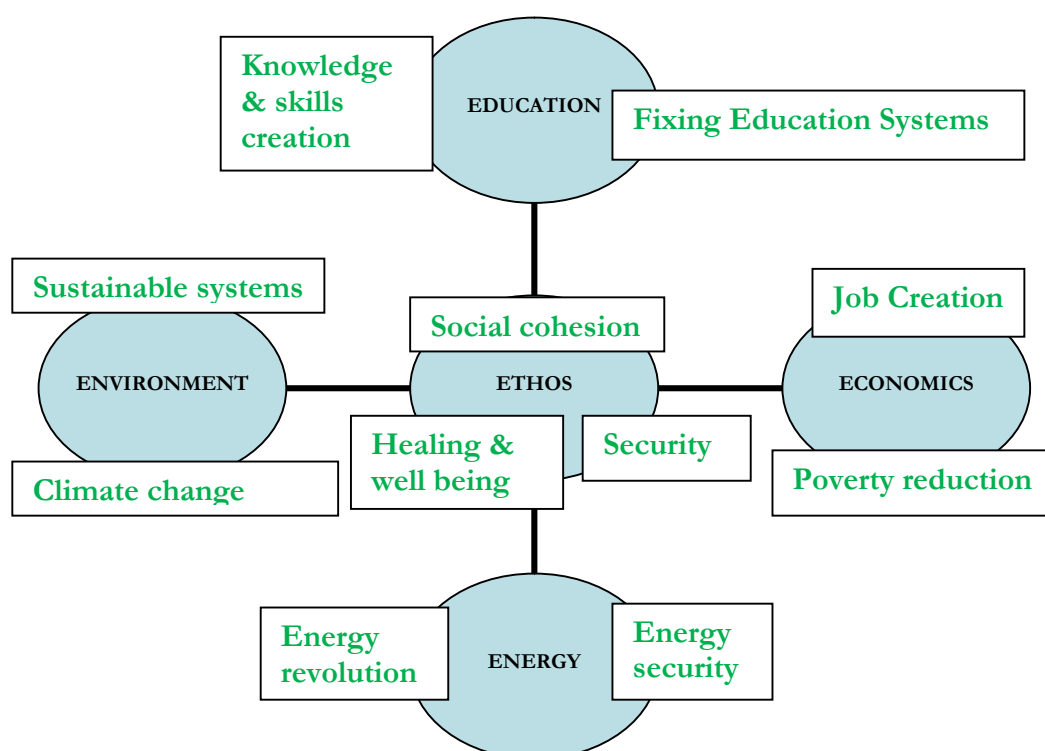 Knowledge
& skills
creation
EDUCATION
Fixing Education Systems
Sustainable systems
ENVIRONMENT
Climate change
Social cohesion
ETHOS
Healing &
well being
Security
Job Creation
ECONOMICS
Poverty reduction
Energy
revolution
ENERGY
Energy
security